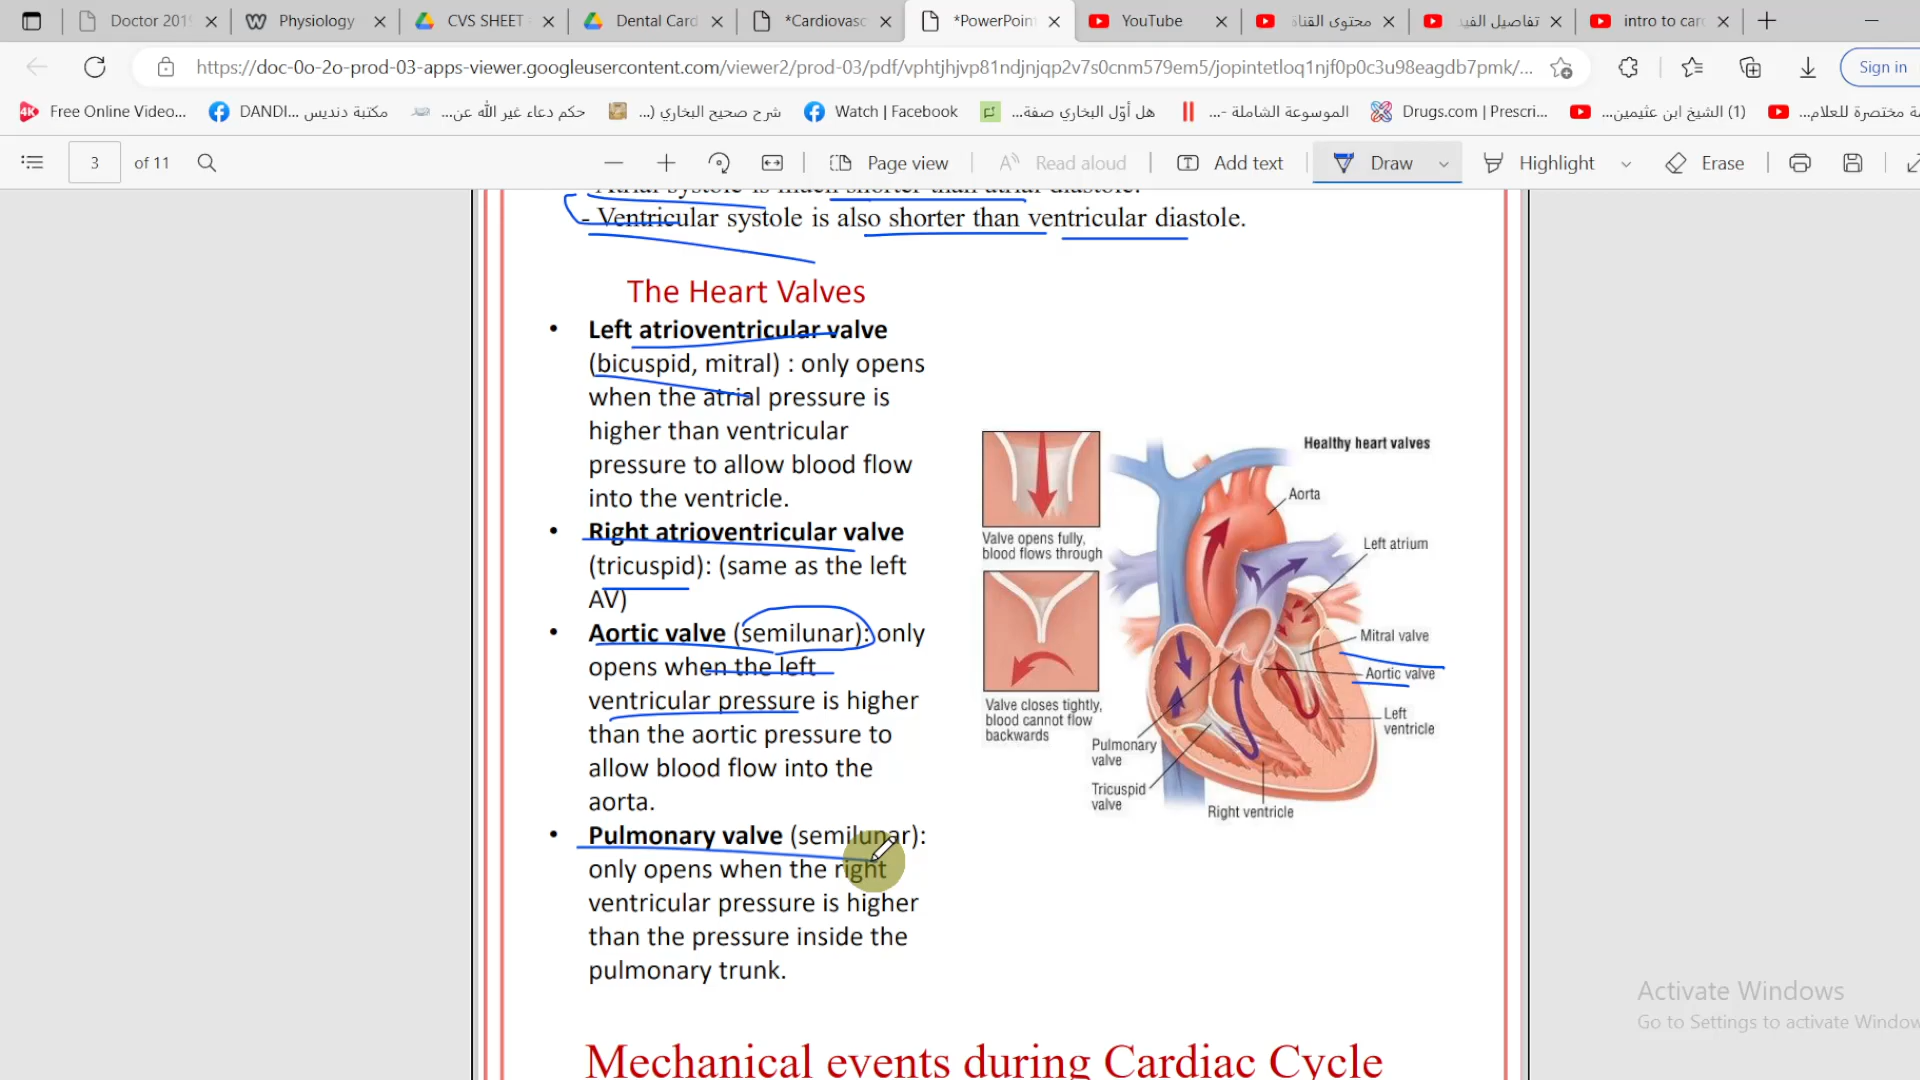 Doctor 201
Physiology
CVS SHEET
Dental Card
*Cardiovasc
*PowerPoin
YouTube
محتوى القناة
تفاصيل الفيد
intro to car
https://doc-0o-2o-prod-03-apps-viewer.googleusercontent.com/viewer2/prod-03/pdf/vphtjhjvp81ndjnjqp2v7s0cnm579em5/jopintetloq1njf0p0c3u98eagdb7pmk/...
Sign in
Free Online Video...
DANDI... مكتبة دنديس
حكم دعاء غير الله عن...
شرح صحيح البخاري (...
Watch | Facebook
هل أوّل البخاري صفة...
الموسوعة الشاملة -...
Drugs.com | Prescri...
(1) الشيخ ابن عثيمين...
مختصرة للعلام...
3 of 11
Page view
Read aloud
Add text
Draw
Highlight
Erase
- Atrial systole is much shorter than atrial diastole.
- Ventricular systole is also shorter than ventricular diastole.
The Heart Valves
• Left atrioventricular valve
(bicuspid, mitral) : only opens
when the atrial pressure is
higher than ventricular
pressure to allow blood flow
into the ventricle.
• Right atrioventricular valve
(tricuspid): (same as the left
AV)
• Aortic valve (semilunar): only
opens when the left
ventricular pressure is higher
than the aortic pressure to
allow blood flow into the
aorta.
• Pulmonary valve (semilunar):
only opens when the right
ventricular pressure is higher
than the pressure inside the
pulmonary trunk.
Healthy heart valves
Aorta
Valve opens fully,
blood flows through
Left atrium
Mitral valve
Aortic valve
Valve closes tightly,
blood cannot flow
backwards
Left
ventricle
Pulmonary
valve
Tricuspid
valve
Right ventricle
Mechanical events during Cardiac Cycle
Activate Windows
Go to Settings to activate Window